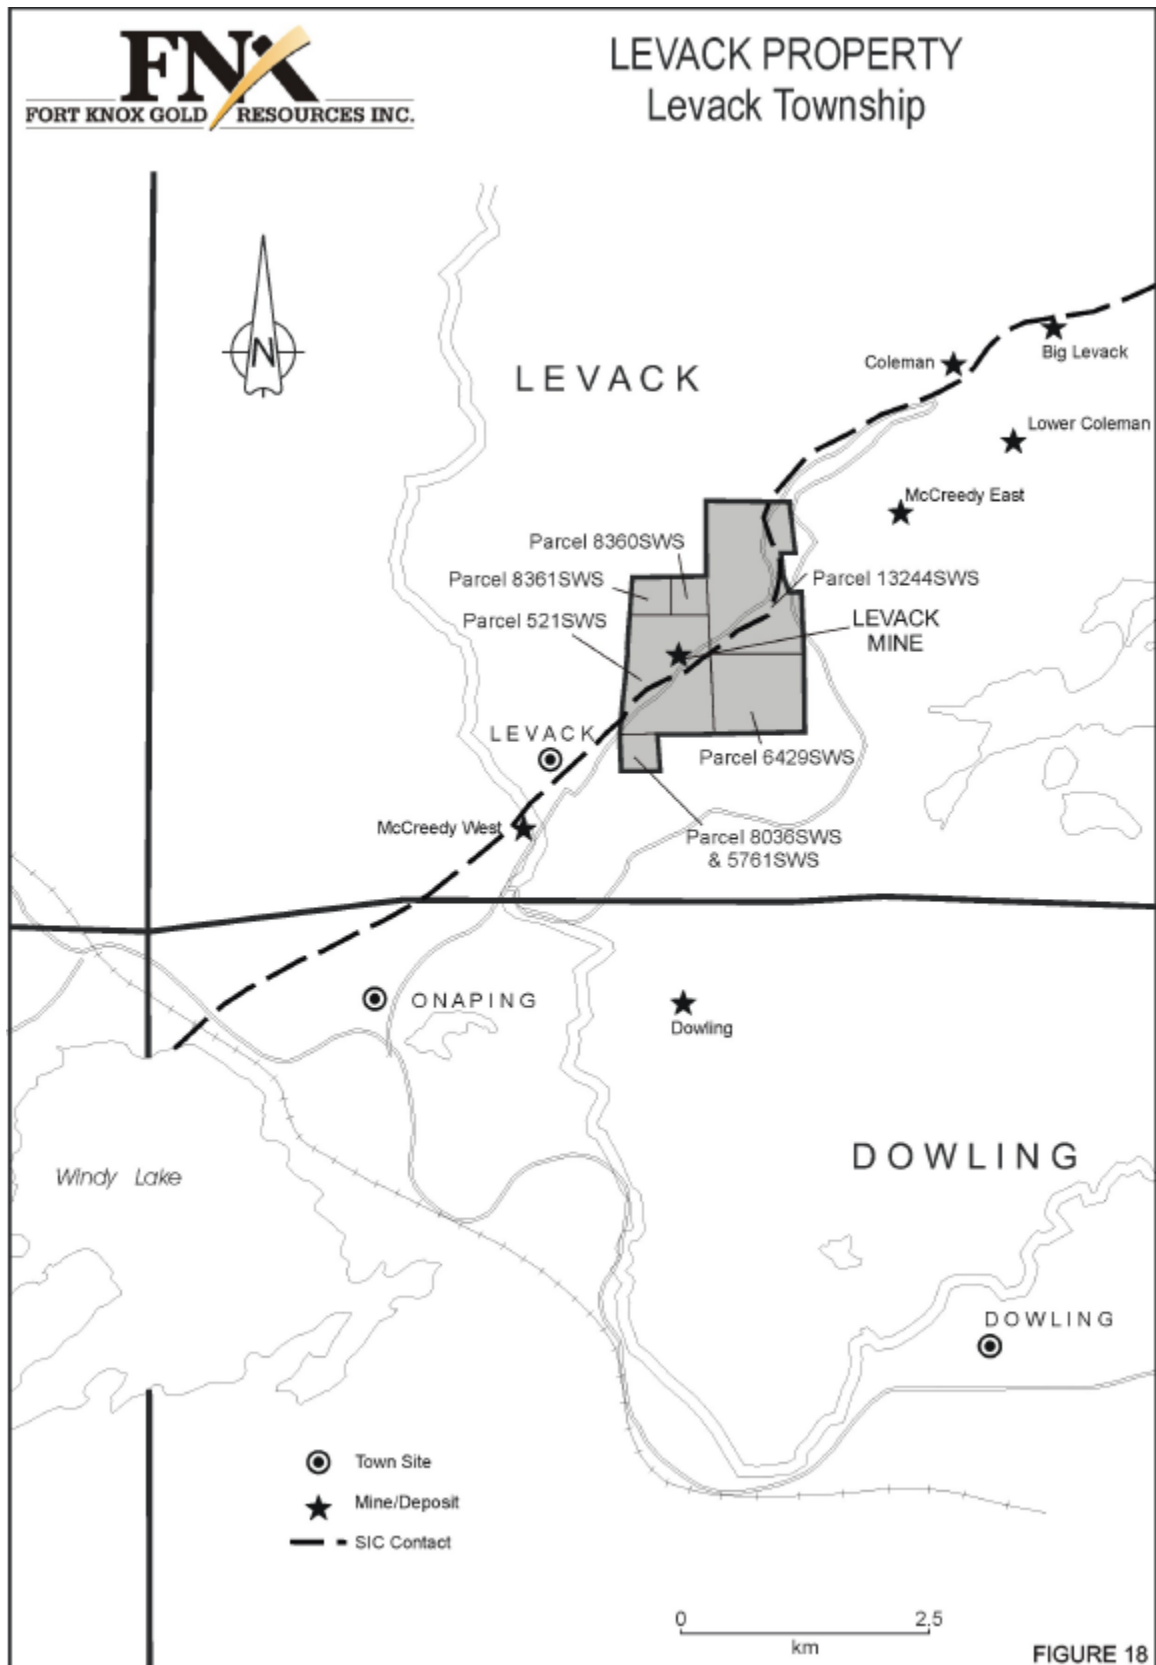 FNX
FORT KNOX GOLD RESOURCES INC.
LEVACK PROPERTY
Levack Township
N
LEVACK
Coleman
Big Levack
Lower Coleman
McCreedy East
Parcel 8360SWS
Parcel 8361SWS
Parcel 13244SWS
Parcel 521SWS
LEVACK
MINE
LEVACK
Parcel 6429SWS
McCreedy West
Parcel 8036SWS
& 5761SWS
ONAPING
Dowling
DOWLING
Windy Lake
DOWLING
Town Site
Mine/Deposit
SIC Contact
0 2.5
km
FIGURE 18